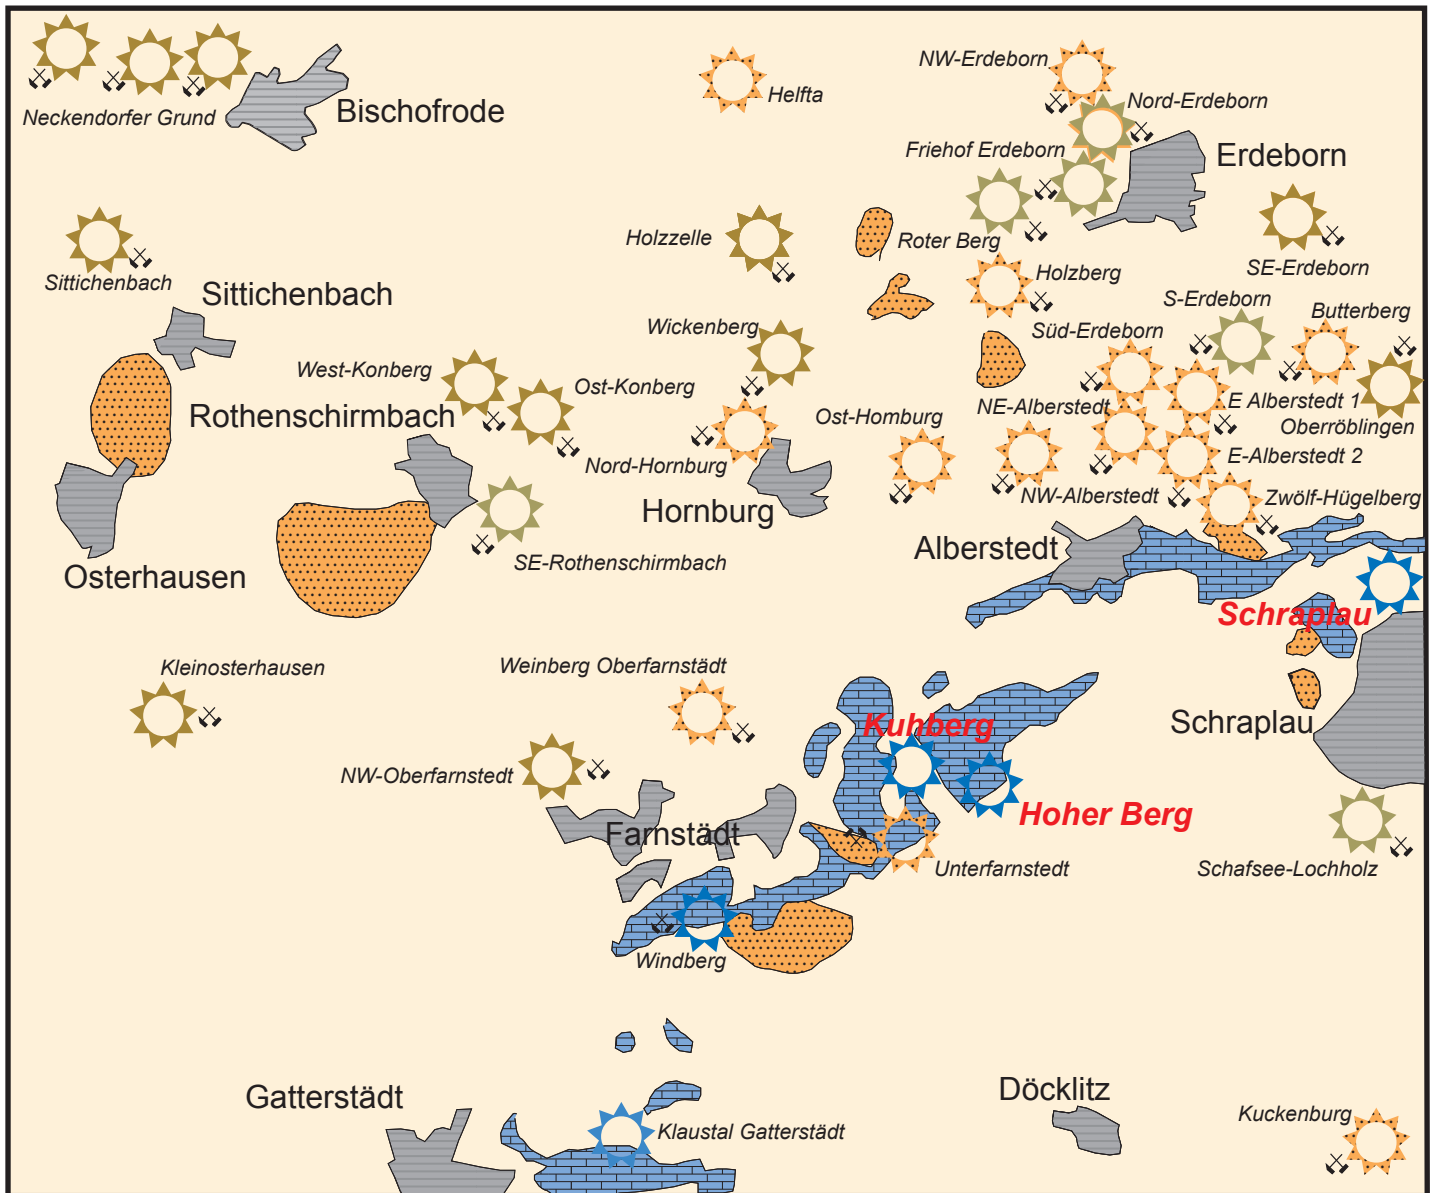 NW-Erdeborn
Helfta
Nord-Erdeborn
Neckendorfer Grund
Bischofrode
Friehof Erdeborn
Erdeborn
Holzzelle
Roter Berg
SE-Erdeborn
Sittichenbach
Holzberg
Sittichenbach
S-Erdeborn
Butterberg
Wickenberg
Süd-Erdeborn
West-Konberg
Ost-Konberg
E Alberstedt 1
NE-Alberstedt
Rothenschirmbach
Ost-Homburg
Oberröblingen
Nord-Hornburg
E-Alberstedt 2
NW-Alberstedt
Zwölf-Hügelberg
Hornburg
Alberstedt
SE-Rothenschirmbach
Osterhausen
Schraplau
Kleinosterhausen
Weinberg Oberfarnstädt
Schraplau
Kuhberg
NW-Oberfarnstedt
Hoher Berg
Farnstädt
Unterfarnstedt
Schafsee-Lochholz
Windberg
Gatterstädt
Döcklitz
Kuckenburg
Klaustal Gatterstädt